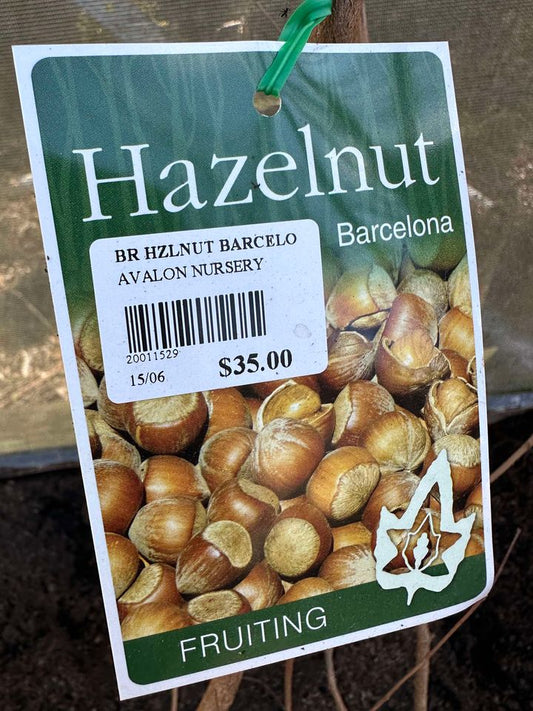 Hazelnut
Barcelona
BR HZLNUT BARCELO
AVALON NURSERY
20011529
15/06
$35.00
FRUITING